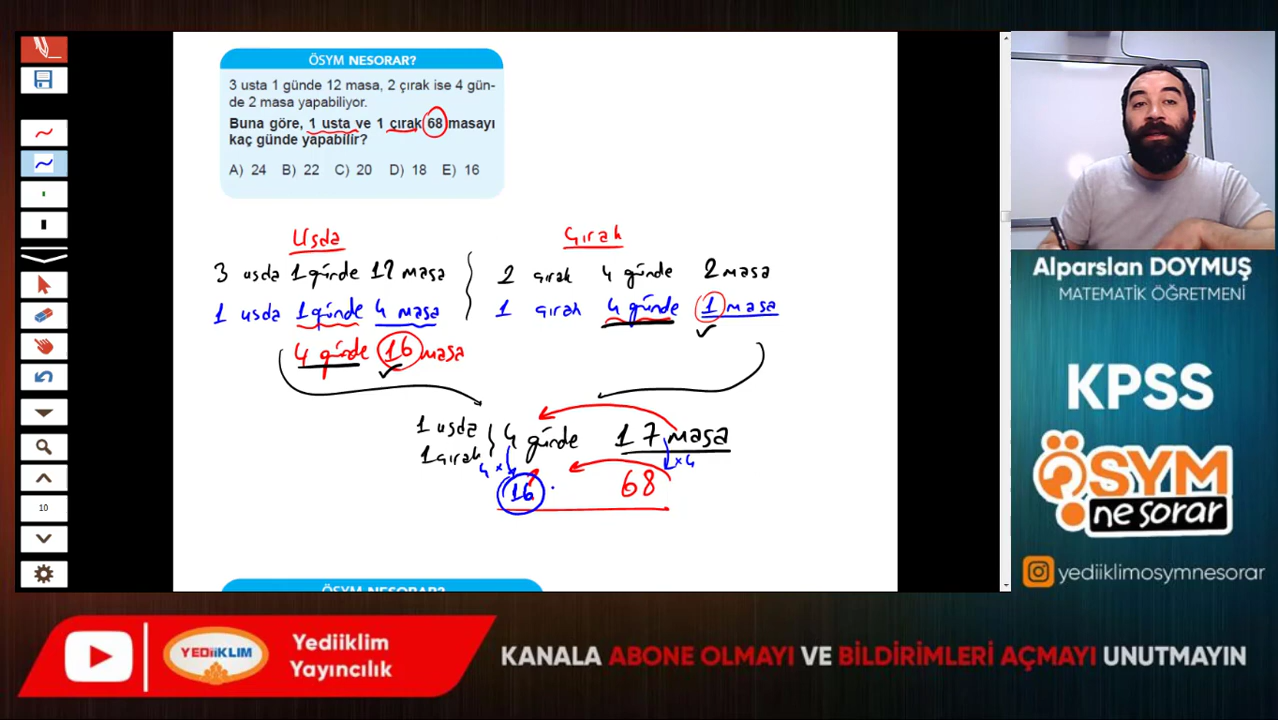 ÖSYM NESORAR?
3 usta 1 günde 12 masa, 2 çırak ise 4 gün-
de 2 masa yapabiliyor.
Buna göre, 1 usta ve 1 çırak 68 masayı
kaç günde yapabilir?
A) 24 B) 22 C) 20 D) 18 E) 16
Usda
Çırak
3 usda 1 günde 12 masa
2 çırak 4 günde 2 masa
1 usda 1 günde 4 masa
1 çırak 4 günde 1 masa
4 günde 16 masa
1 usda
1 çırak
4 günde 17 masa
4 x
x 4
16
68
10
ÖSYM NESORAR?
Alparslan DOYMUŞ
MATEMATİK ÖĞRETMENİ
KPSS
ÖSYM
ne sorar
yediiklimosymnesorar
YEDiiKLİM
Yediiklim
Yayıncılık
KANALA ABONE OLMAYI VE BİLDİRİMLERİ AÇMAYI UNUTMAYIN